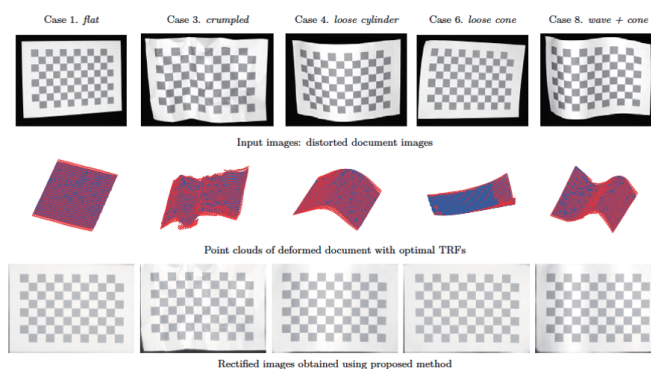 Case 1. flat Case 3. crumpled Case 4. loose cylinder Case 6. loose cone Case 8. wave + cone
Input images: distorted document images
Point clouds of deformed document with optimal TRFs
Rectified images obtained using proposed method